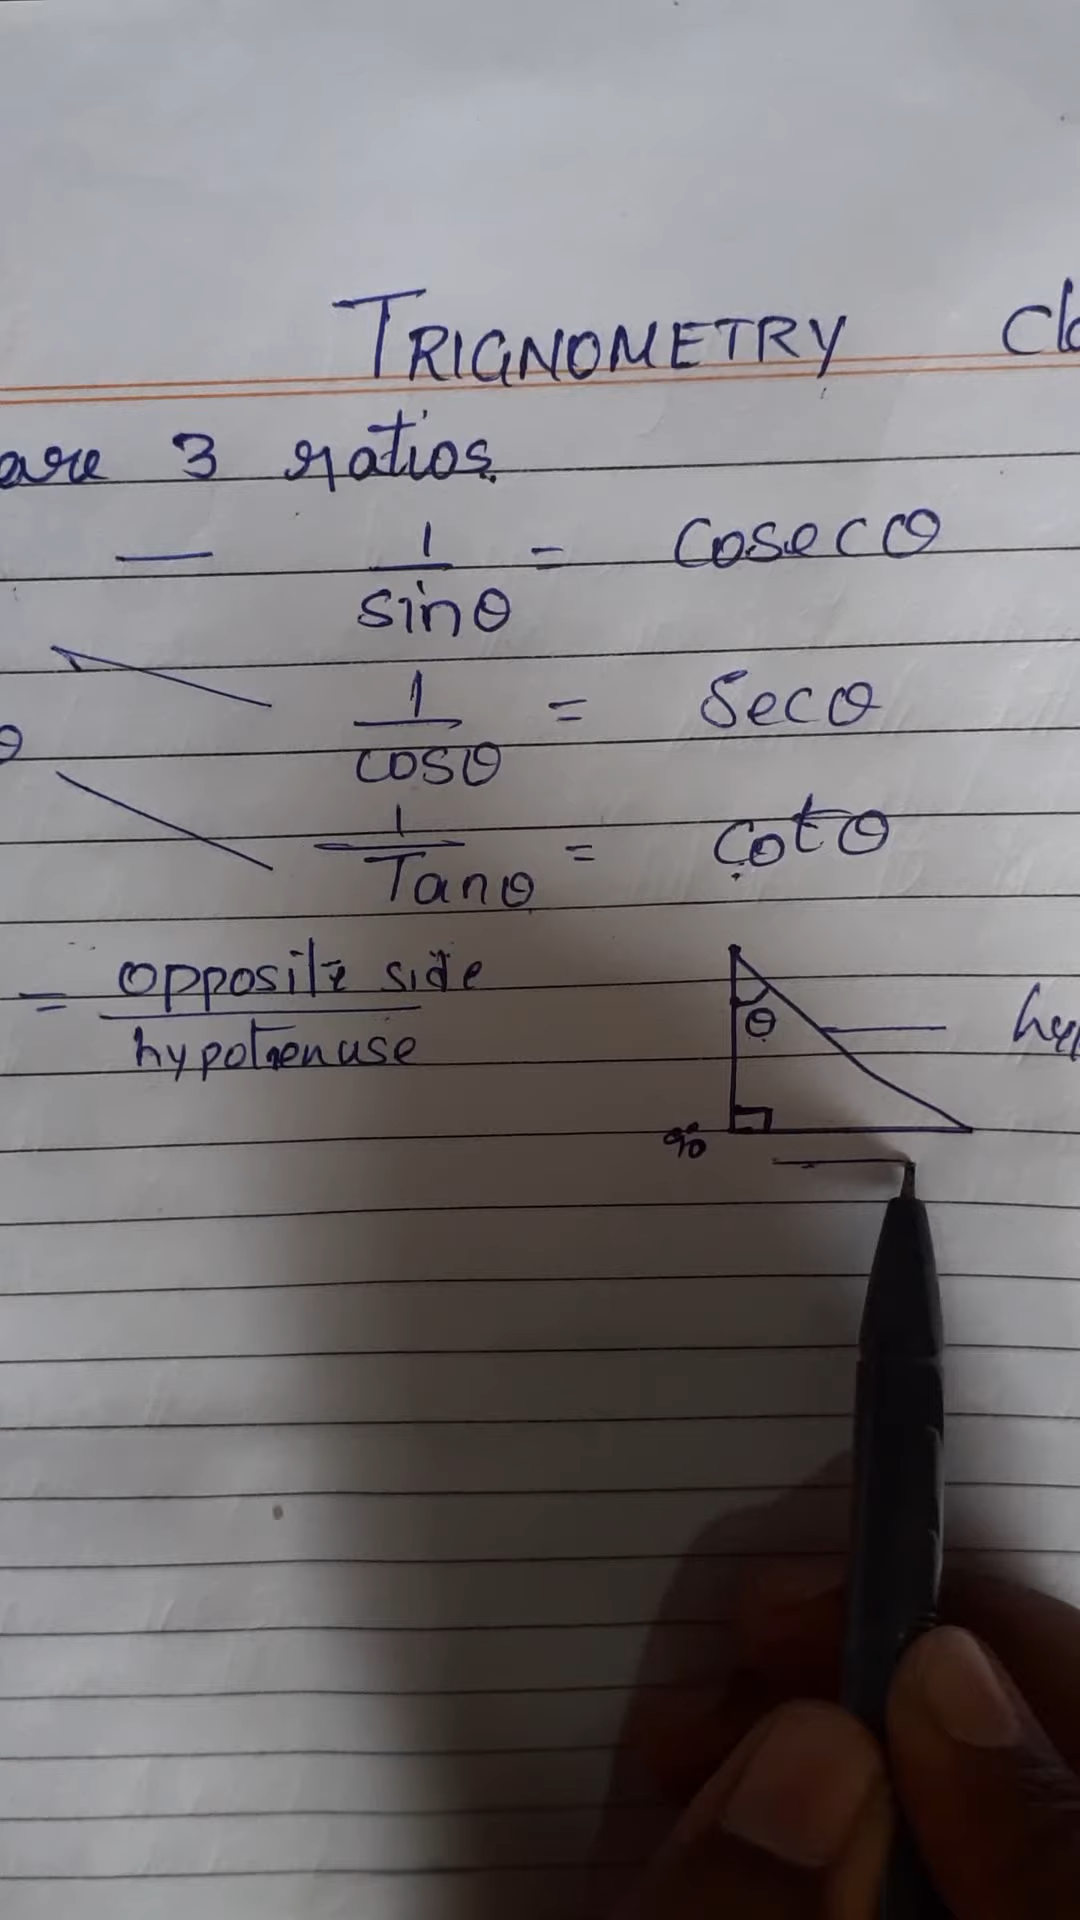 TRIGNOMETRY
are 3 ratios.
— 1/sinθ = Cosecθ
θ 1/cosθ = Secθ
1/Tanθ = Cotθ
= opposite side
hypotenuse
θ
90